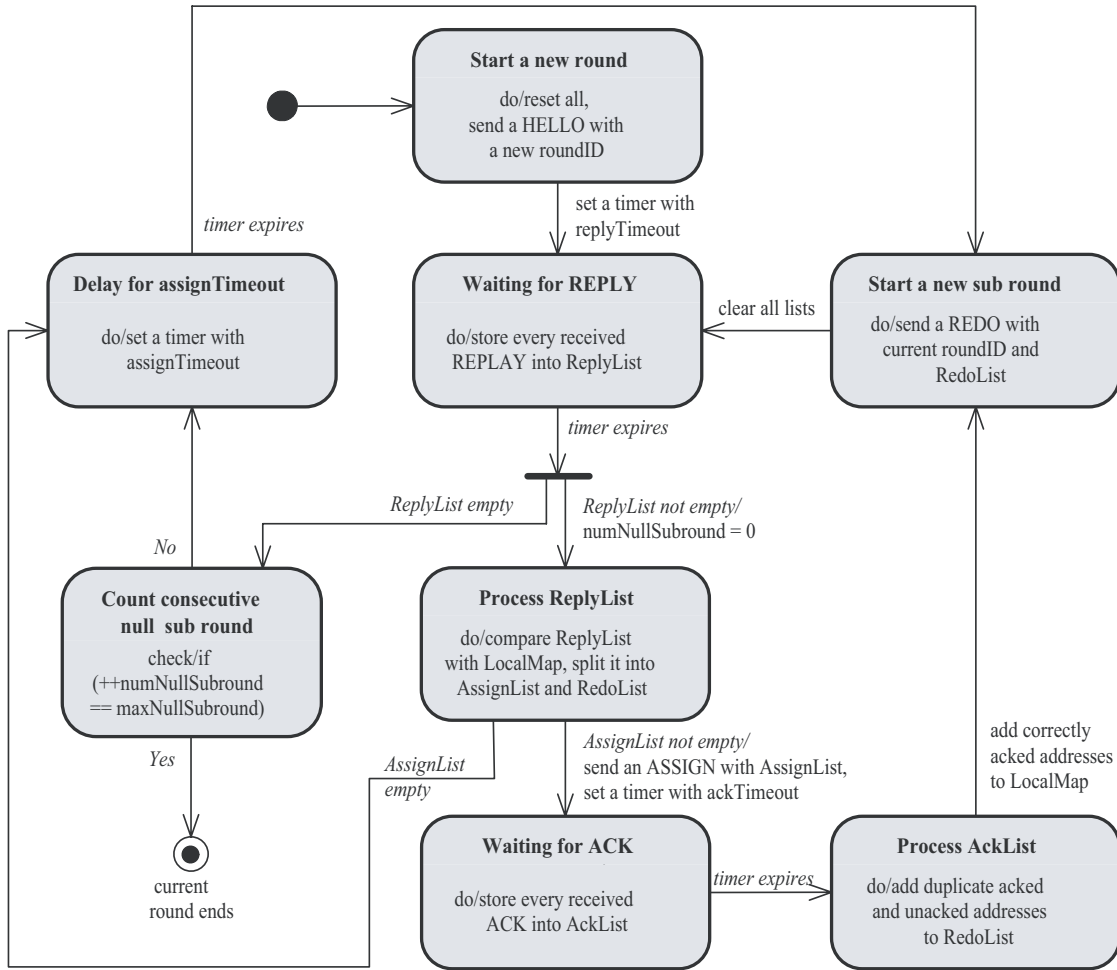 Start a new round
do/reset all,
send a HELLO with
a new roundID
set a timer with
replyTimeout
timer expires
Delay for assignTimeout
do/set a timer with
assignTimeout
Waiting for REPLY
do/store every received
REPLAY into ReplyList
clear all lists
Start a new sub round
do/send a REDO with
current roundID and
RedoList
timer expires
ReplyList empty
ReplyList not empty/
numNullSubround = 0
No
Count consecutive
null sub round
check/if
(++numNullSubround
== maxNullSubround)
Process ReplyList
do/compare ReplyList
with LocalMap, split it into
AssignList and RedoList
Yes
AssignList
empty
AssignList not empty/
send an ASSIGN with AssignList,
set a timer with ackTimeout
add correctly
acked addresses
to LocalMap
current
round ends
Waiting for ACK
do/store every received
ACK into AckList
timer expires
Process AckList
do/add duplicate acked
and unacked addresses
to RedoList